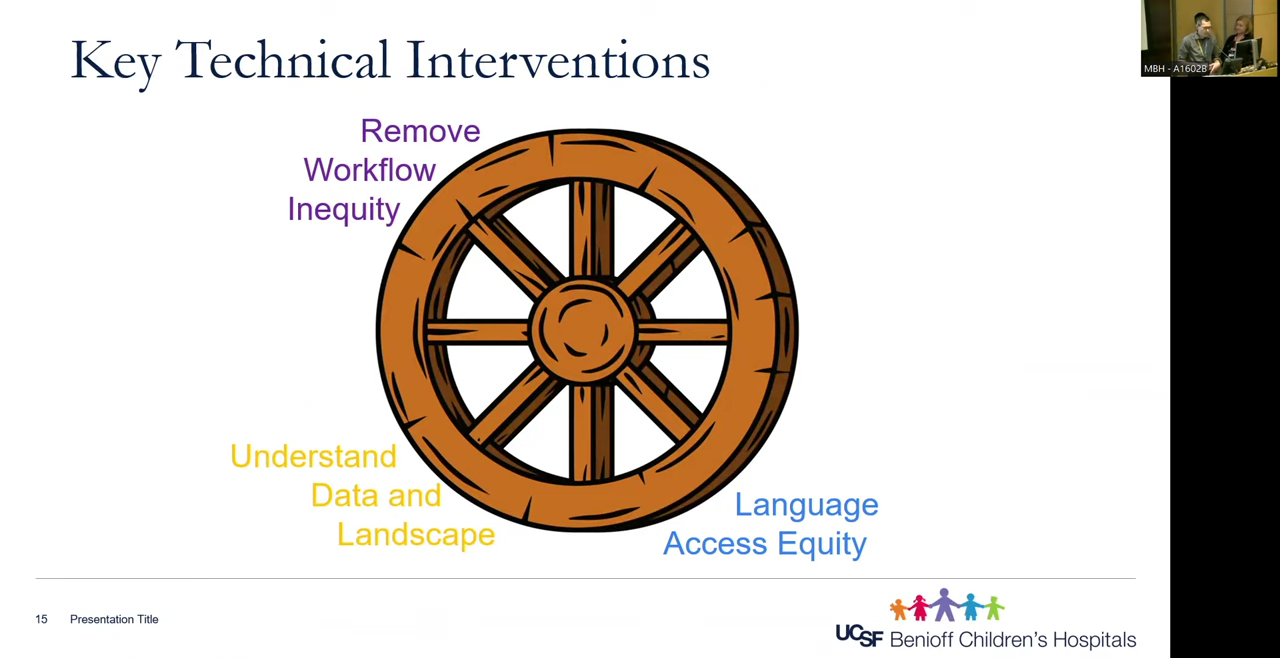 Key Technical Interventions
MBH - A1602B
Remove
Workflow
Inequity
Understand
Data and
Landscape
Language
Access Equity
15 Presentation Title
UCSF Benioff Children's Hospitals